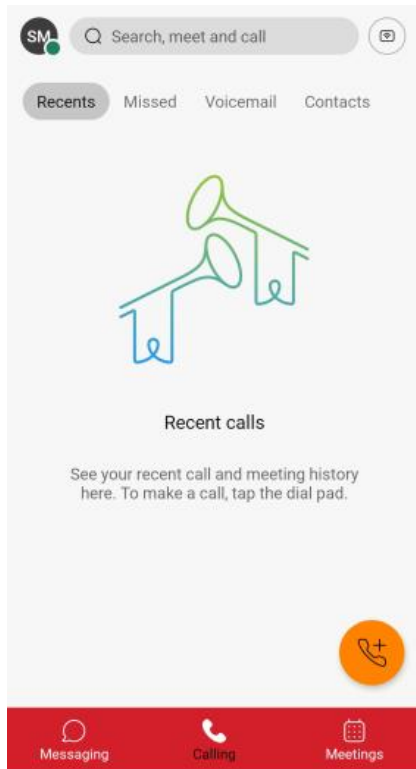 SM
Search, meet and call
Recents Missed Voicemail Contacts
Recent calls
See your recent call and meeting history
here. To make a call, tap the dial pad.
Messaging Calling Meetings